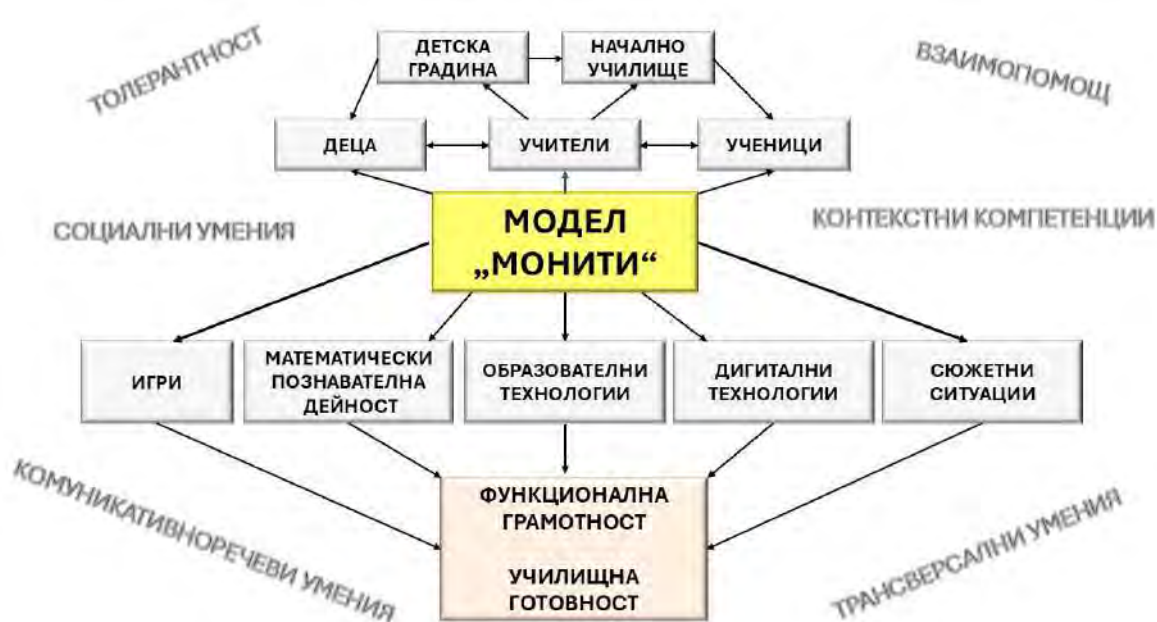 ТОЛЕРАНТНОСТ
ДЕТСКА
ГРАДИНА
НАЧАЛНО
УЧИЛИЩЕ
ВЗАИМОПОМОЩ
ДЕЦА
УЧИТЕЛИ
УЧЕНИЦИ
СОЦИАЛНИ УМЕНИЯ
МОДЕЛ
„МОНИТИ“
КОНТЕКСТНИ КОМПЕТЕНЦИИ
ИГРИ
МАТЕМАТИЧЕСКИ
ПОЗНАВАТЕЛНА
ДЕЙНОСТ
ОБРАЗОВАТЕЛНИ
ТЕХНОЛОГИИ
ДИГИТАЛНИ
ТЕХНОЛОГИИ
СЮЖЕТНИ
СИТУАЦИИ
КОМУНИКАТИВНОРЕЧЕВИ УМЕНИЯ
ФУНКЦИОНАЛНА
ГРАМОТНОСТ
УЧИЛИЩНА
ГОТОВНОСТ
ТРАНСВЕРСАЛНИ УМЕНИЯ